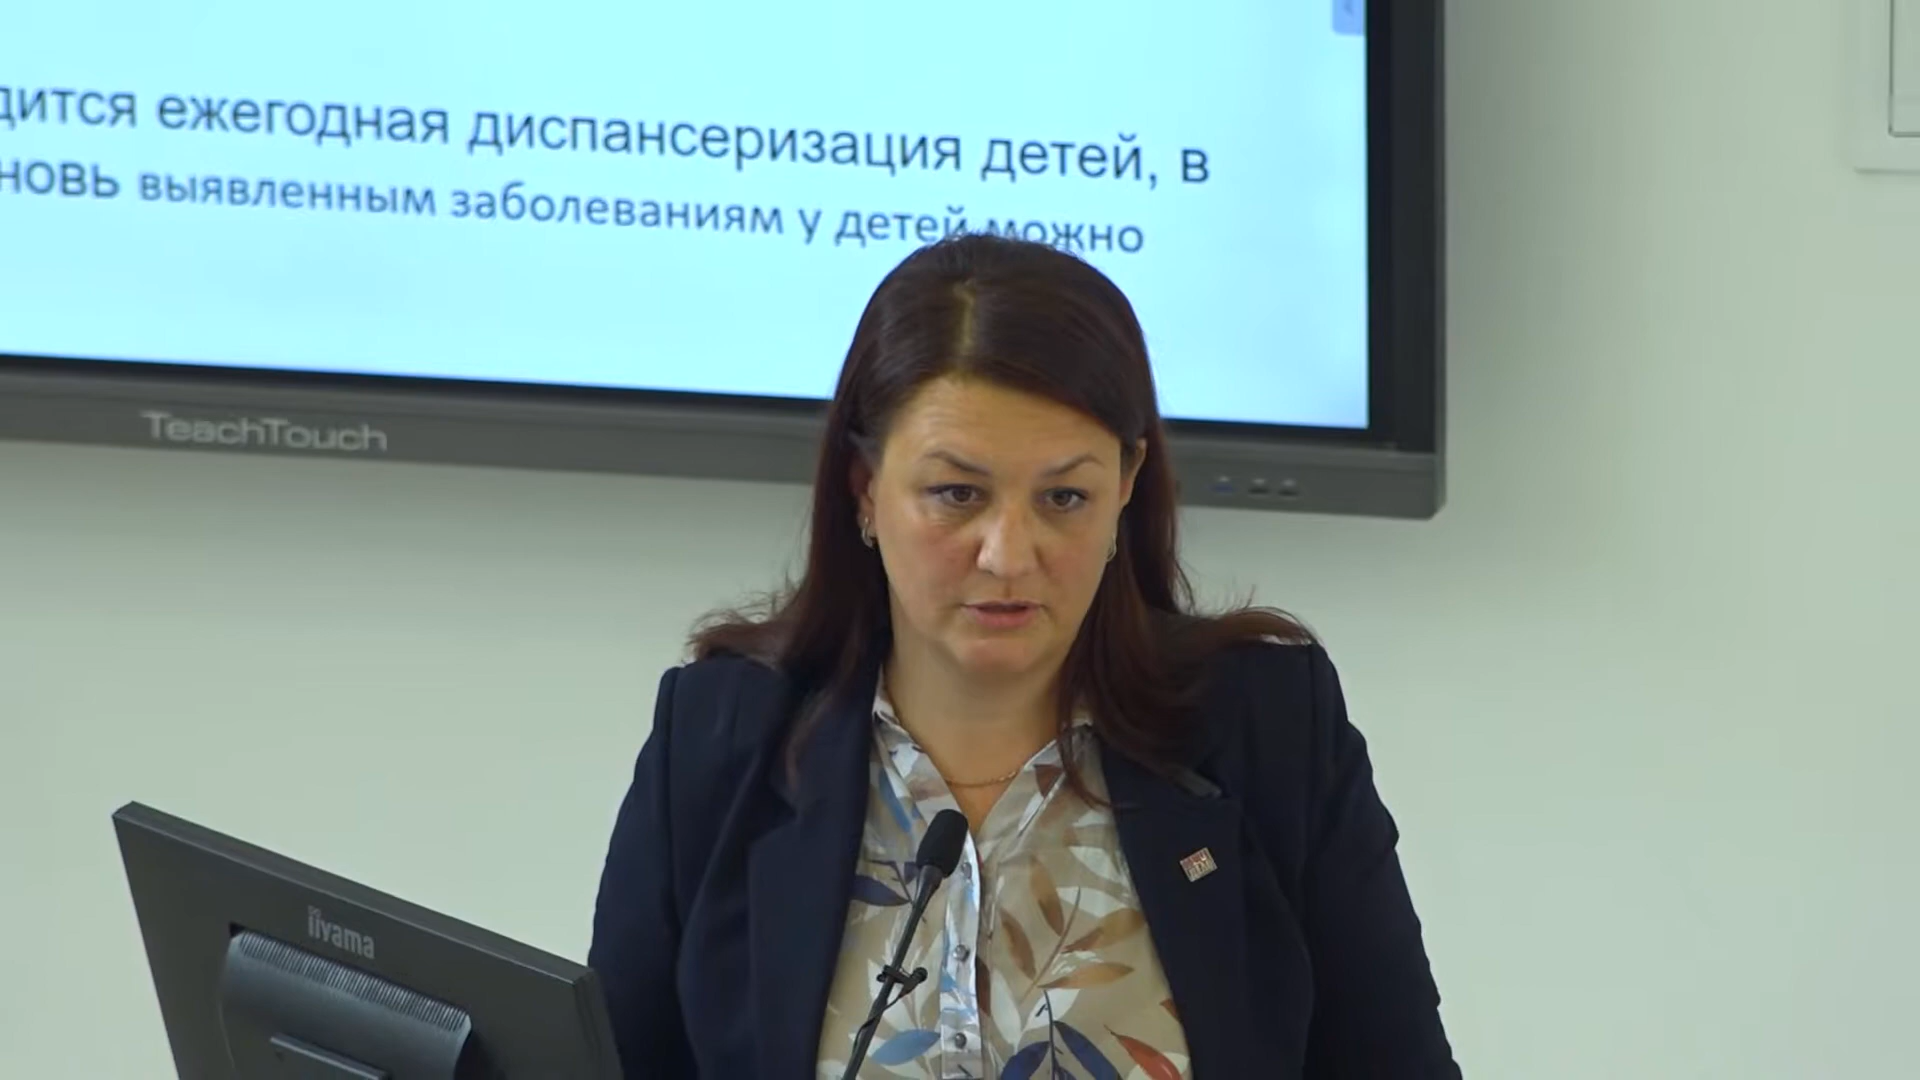 дится ежегодная диспансеризация детей, в
новь выявленным заболеваниям у детей можно
TeachTouch
iiyama